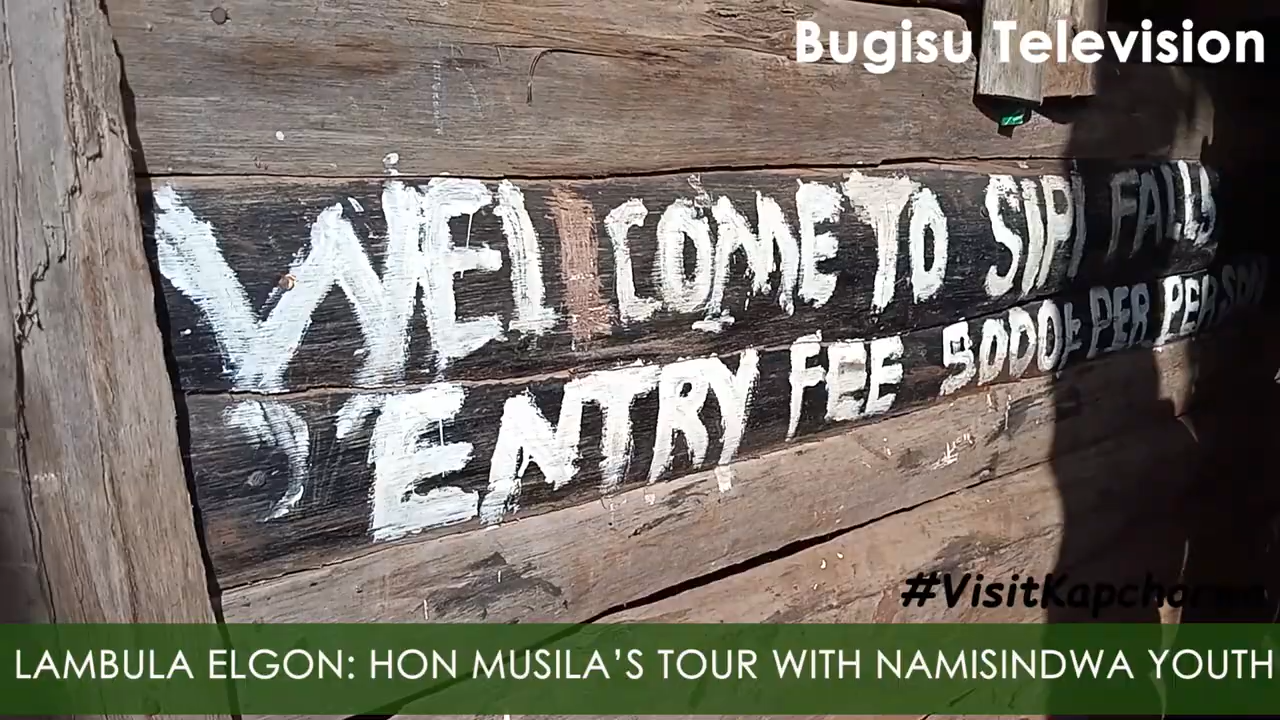 Bugisu Television
WELCOME TO SIPI FALLS
ENTRY FEE 5000/= PER PERSON
#VisitKapchorwa
LAMBULA ELGON: HON MUSILA'S TOUR WITH NAMISINDWA YOUTH